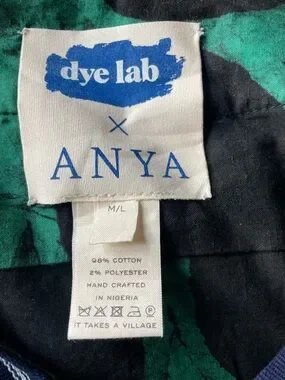 dye lab
×
ANYA
M/L
98% COTTON
2% POLYESTER
HAND CRAFTED
IN NIGERIA
IT TAKES A VILLAGE